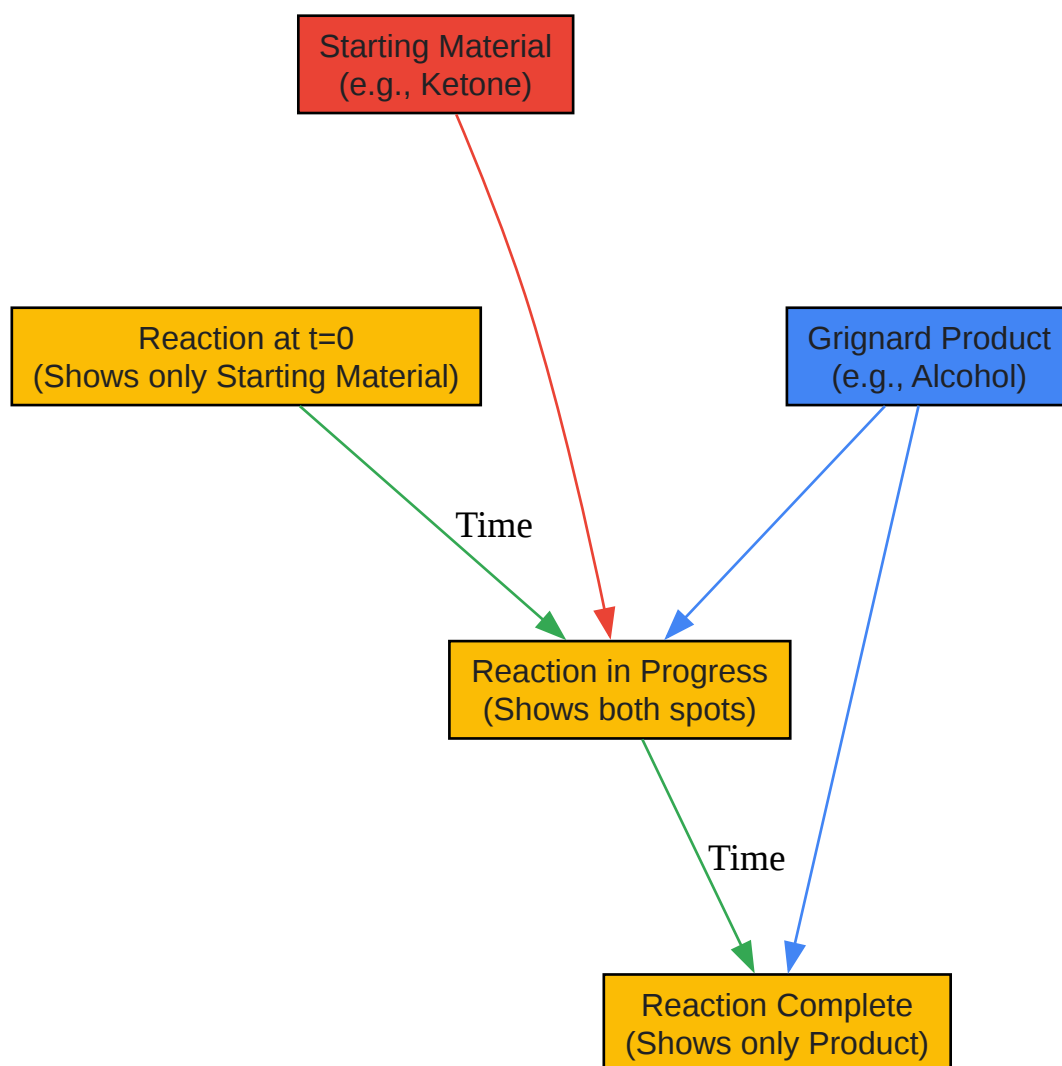 Starting Material
(e.g., Ketone)
Reaction at t=0
(Shows only Starting Material)
Grignard Product
(e.g., Alcohol)
Time
Reaction in Progress
(Shows both spots)
Time
Reaction Complete
(Shows only Product)